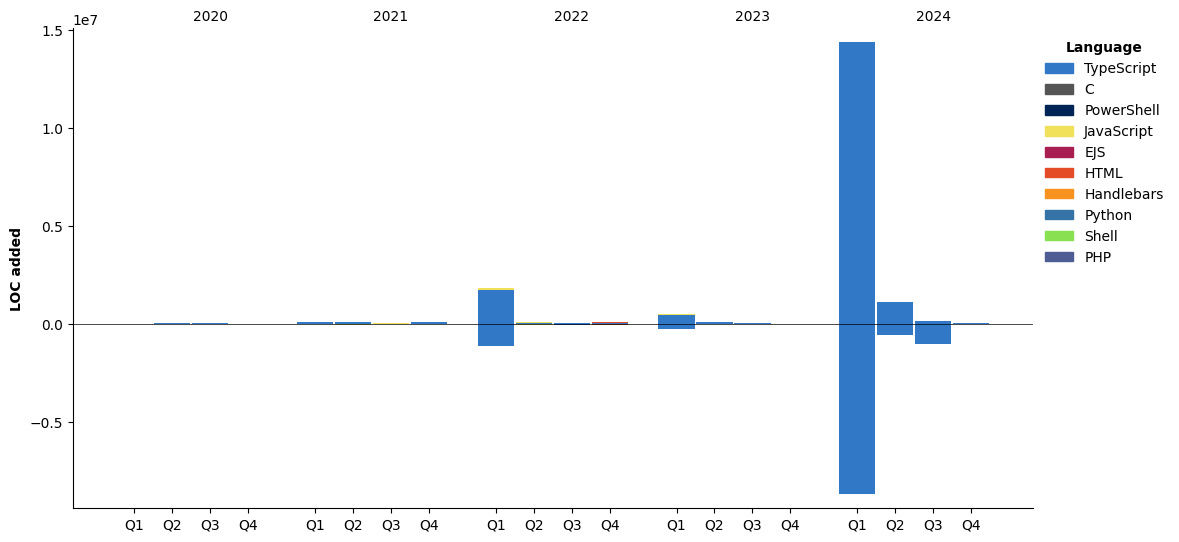 1e7
2020 2021 2022 2023 2024
1.5
1.0
0.5
0.0
−0.5
LOC added
Q1 Q2 Q3 Q4 Q1 Q2 Q3 Q4 Q1 Q2 Q3 Q4 Q1 Q2 Q3 Q4 Q1 Q2 Q3 Q4
Language
TypeScript
C
PowerShell
JavaScript
EJS
HTML
Handlebars
Python
Shell
PHP